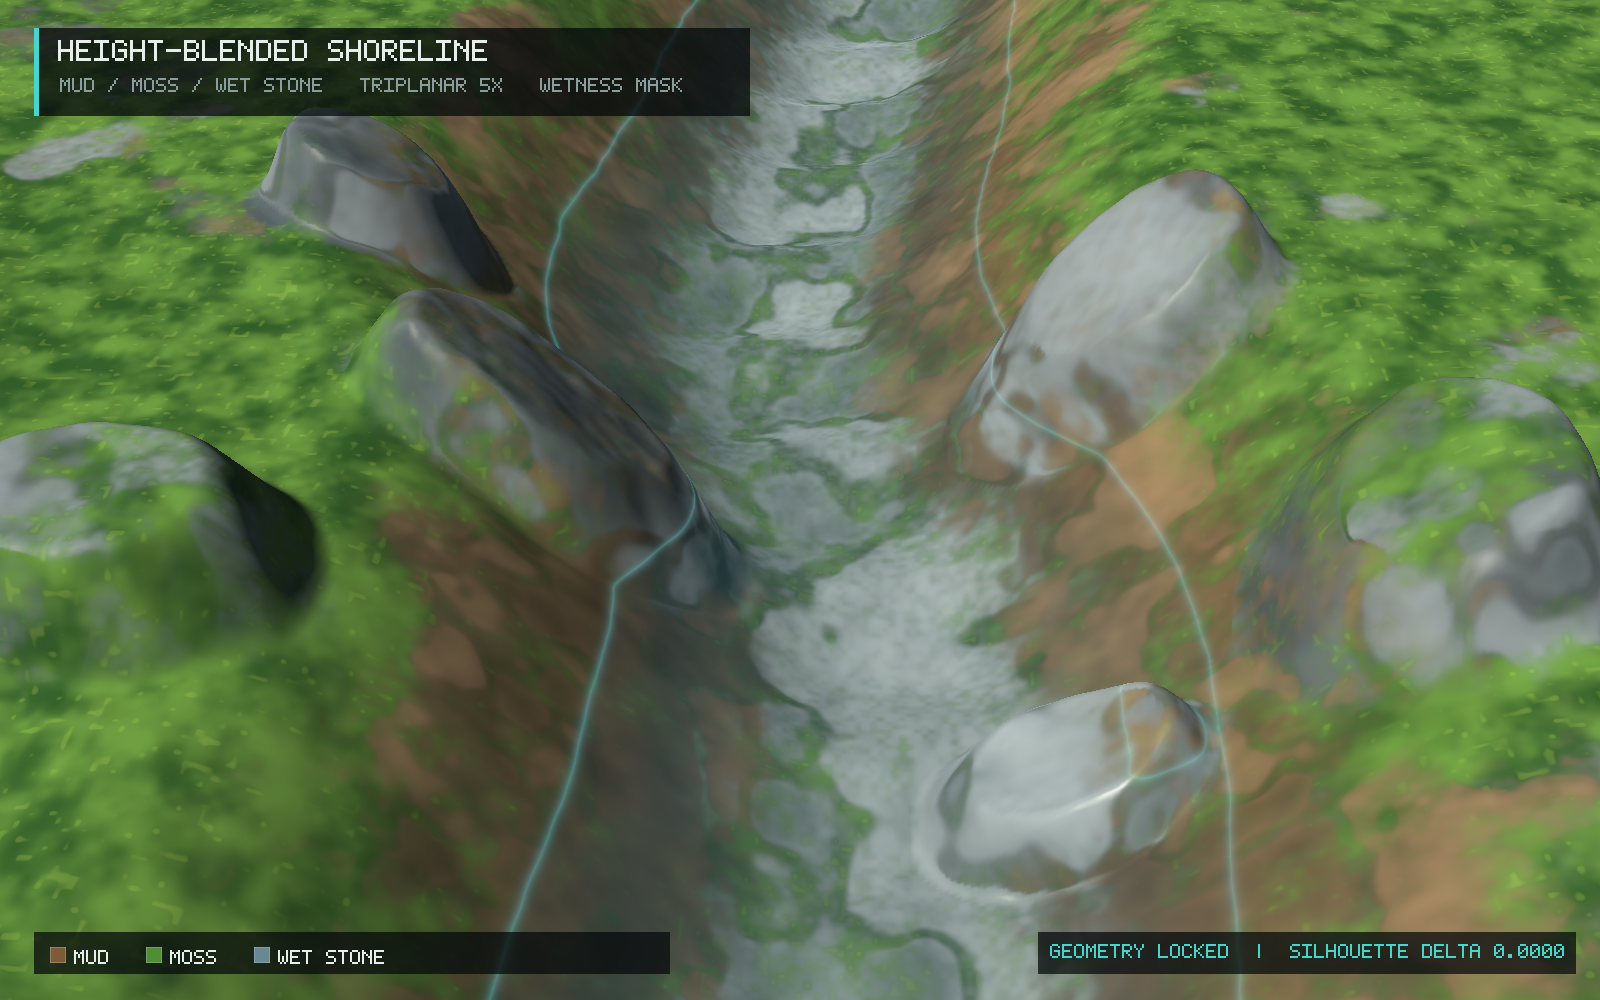 HEIGHT-BLENDED SHORELINE
MUD / MOSS / WET STONE TRIPLANAR 5X WETNESS MASK
MUD MOSS WET STONE
GEOMETRY LOCKED | SILHOUETTE DELTA 0.0000